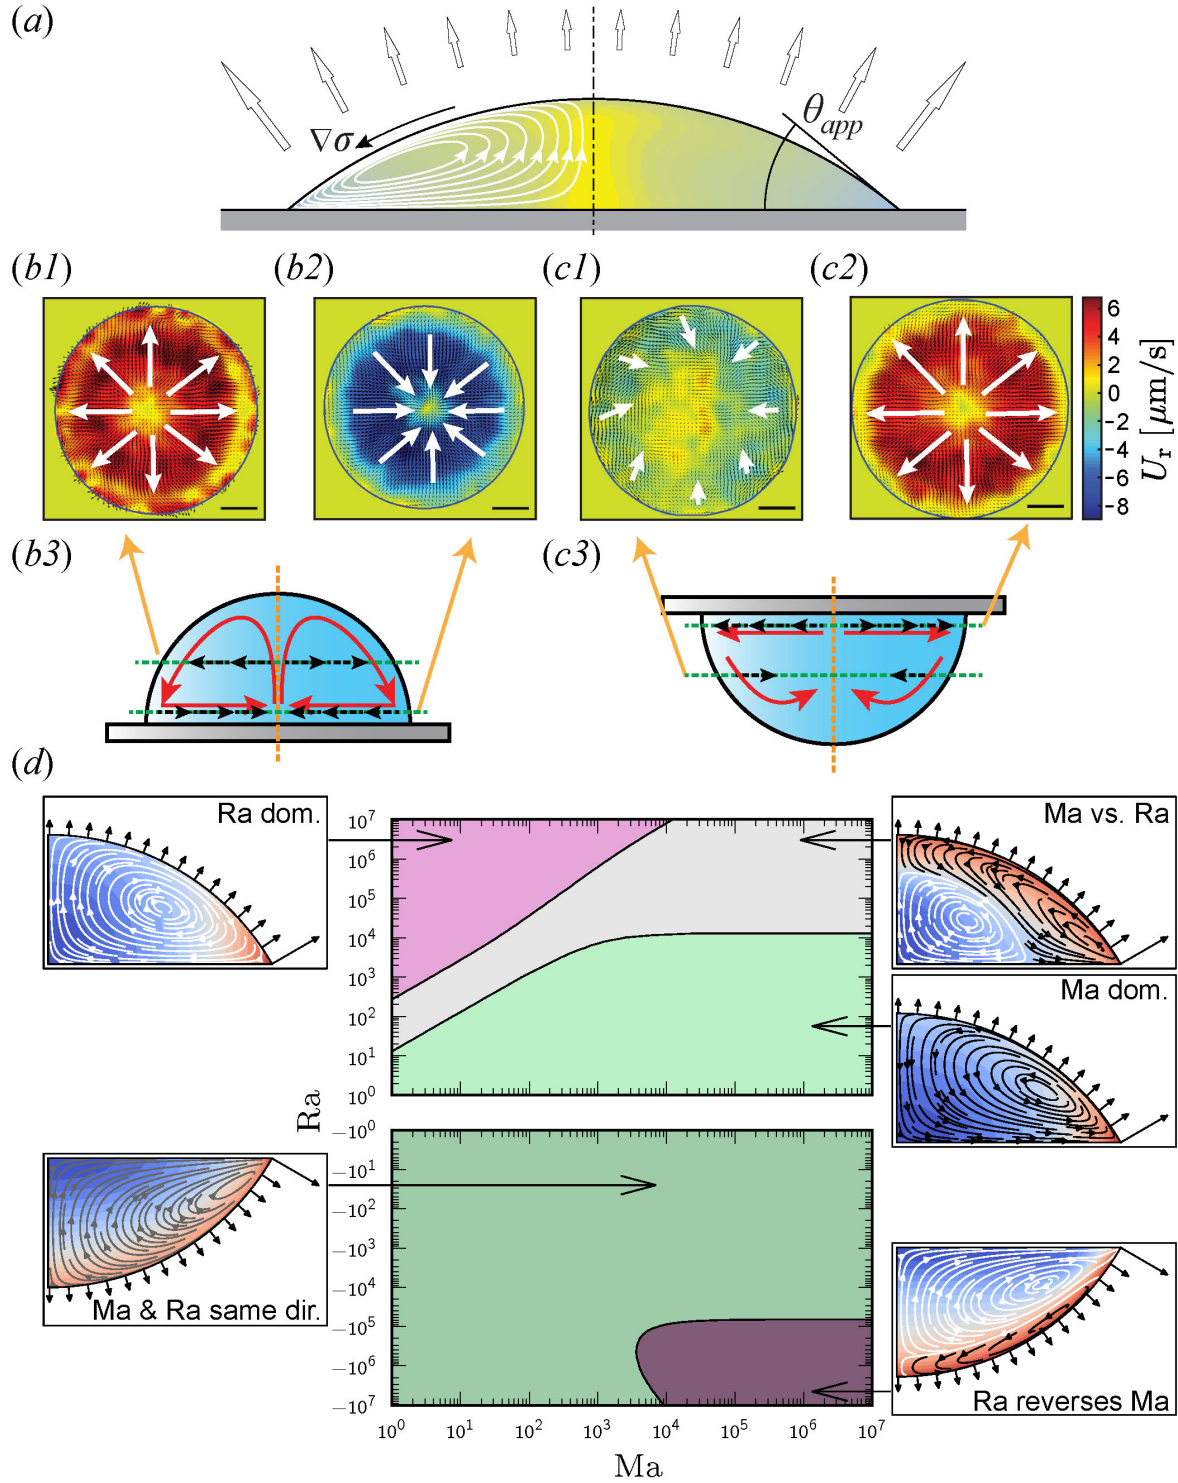 (a)
∇σ
θapp
(b1)
(b2)
(c1)
(c2)
6
4
2
0
−2
−4
−6
−8
Ur [μm/s]
(b3)
(c3)
(d)
Ra dom.
Ma vs. Ra
Ma dom.
Ma & Ra same dir.
Ra reverses Ma
10^7
10^6
10^5
10^4
10^3
10^2
10^1
10^0
Ra
−10^0
−10^1
−10^2
−10^3
−10^4
−10^5
−10^6
−10^7
10^0 10^1 10^2 10^3 10^4 10^5 10^6 10^7
Ma